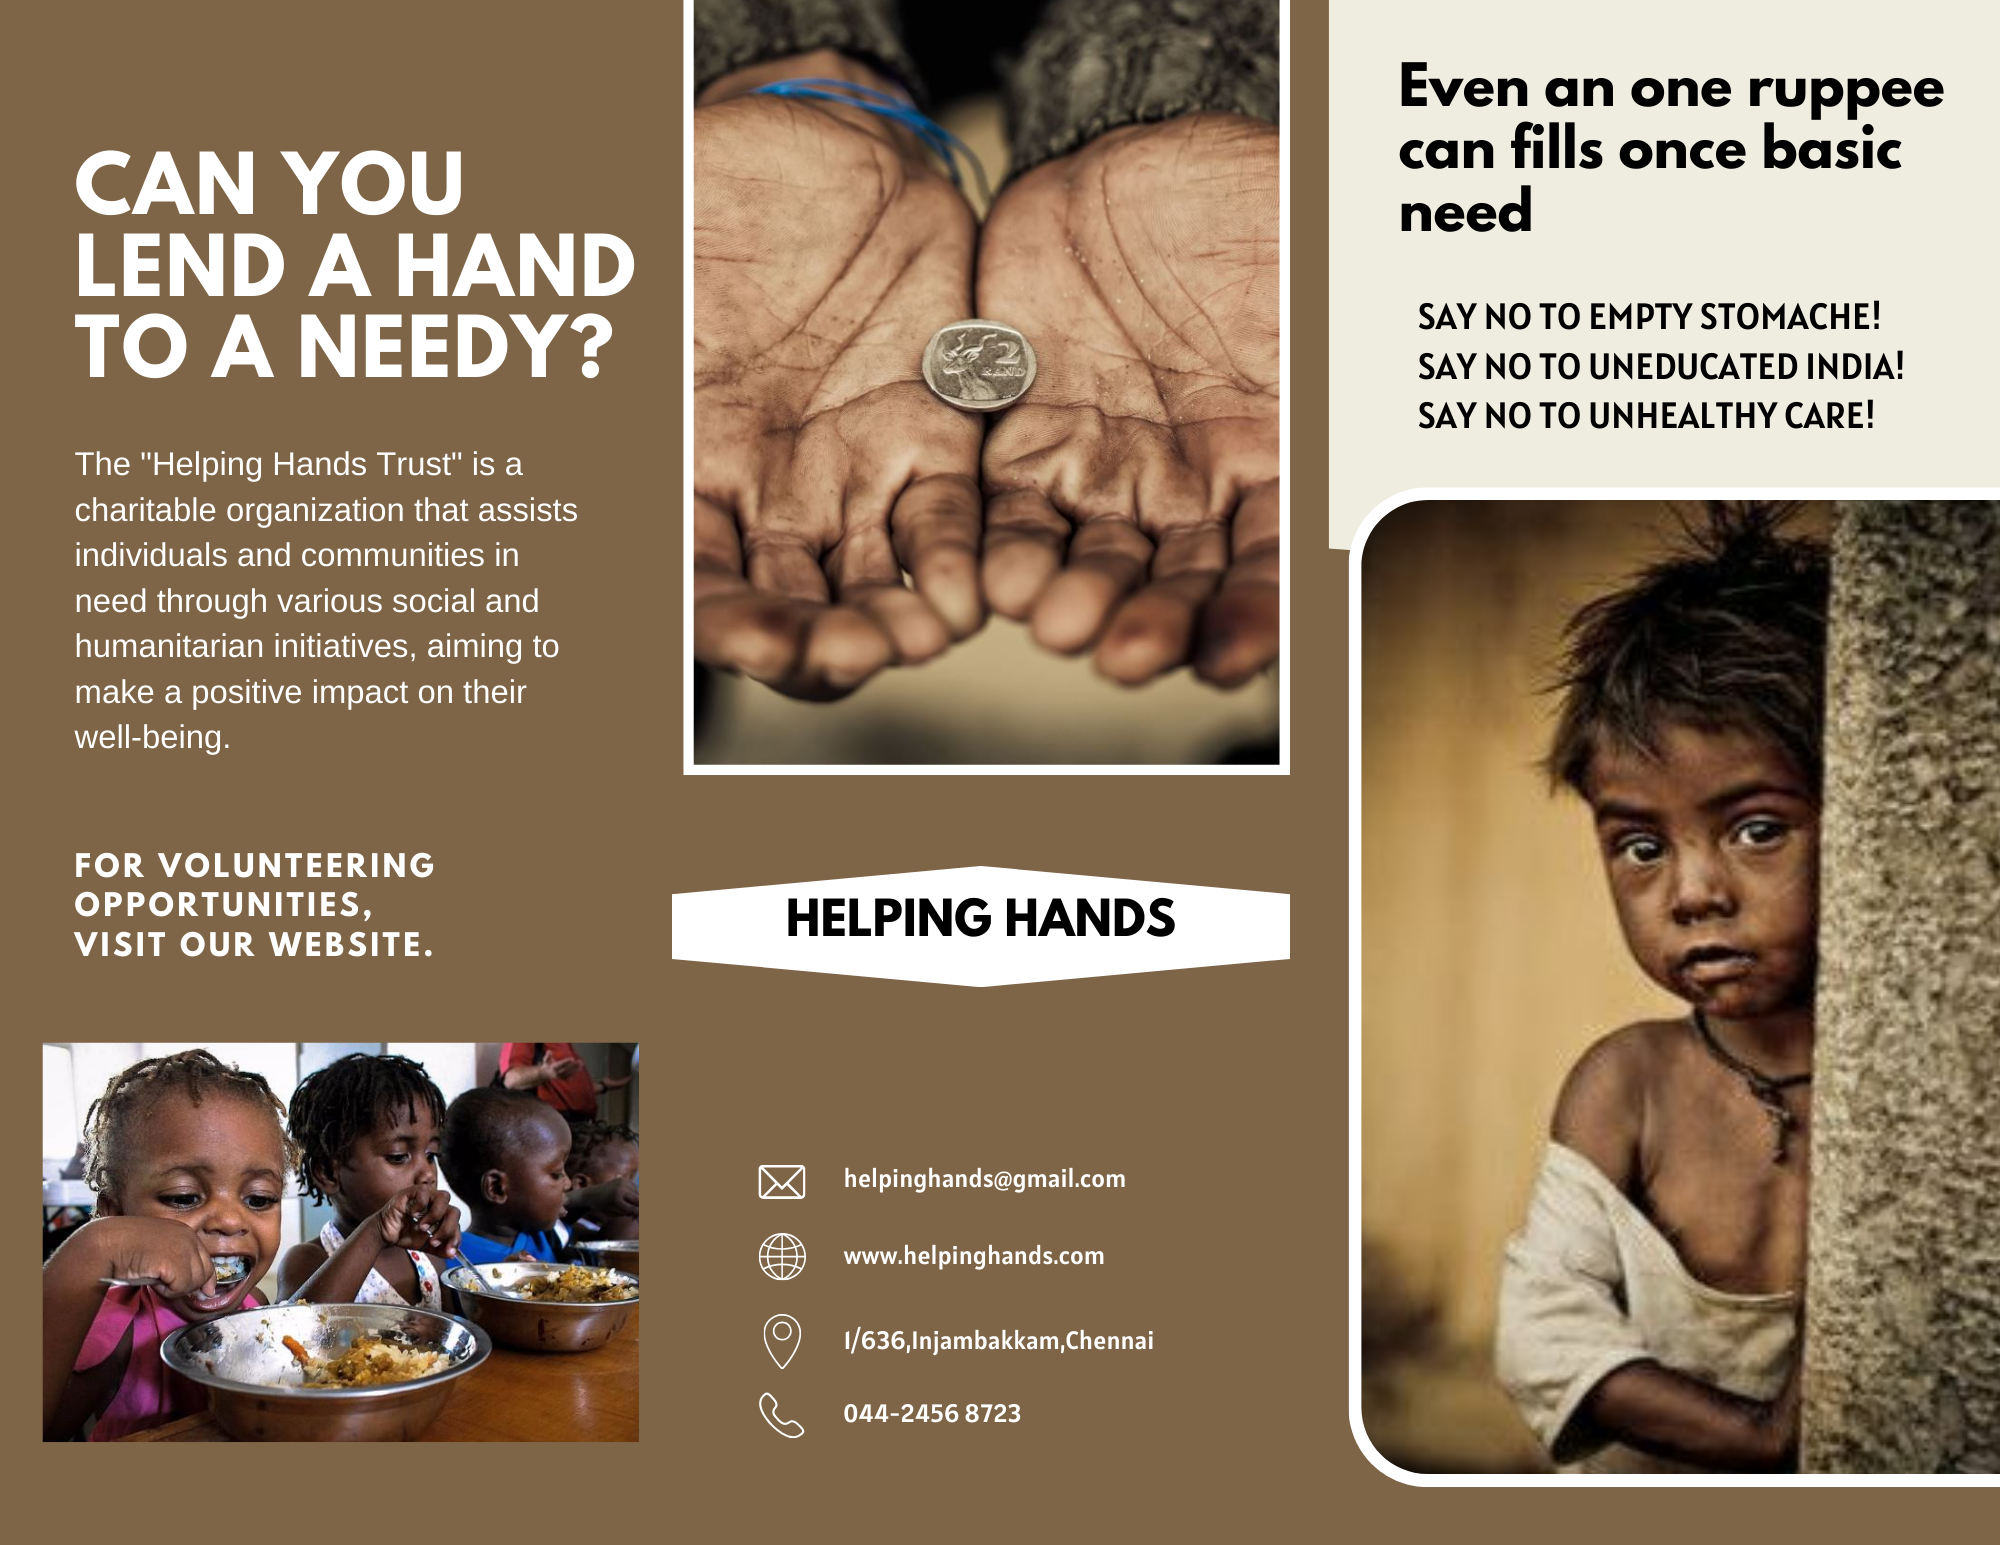 CAN YOU
LEND A HAND
TO A NEEDY?
The "Helping Hands Trust" is a
charitable organization that assists
individuals and communities in
need through various social and
humanitarian initiatives, aiming to
make a positive impact on their
well-being.
FOR VOLUNTEERING
OPPORTUNITIES,
VISIT OUR WEBSITE.
2
RAND
HELPING HANDS
helpinghands@gmail.com
www.helpinghands.com
1/636,Injambakkam,Chennai
044-2456 8723
Even an one ruppee
can fills once basic
need
SAY NO TO EMPTY STOMACHE!
SAY NO TO UNEDUCATED INDIA!
SAY NO TO UNHEALTHY CARE!